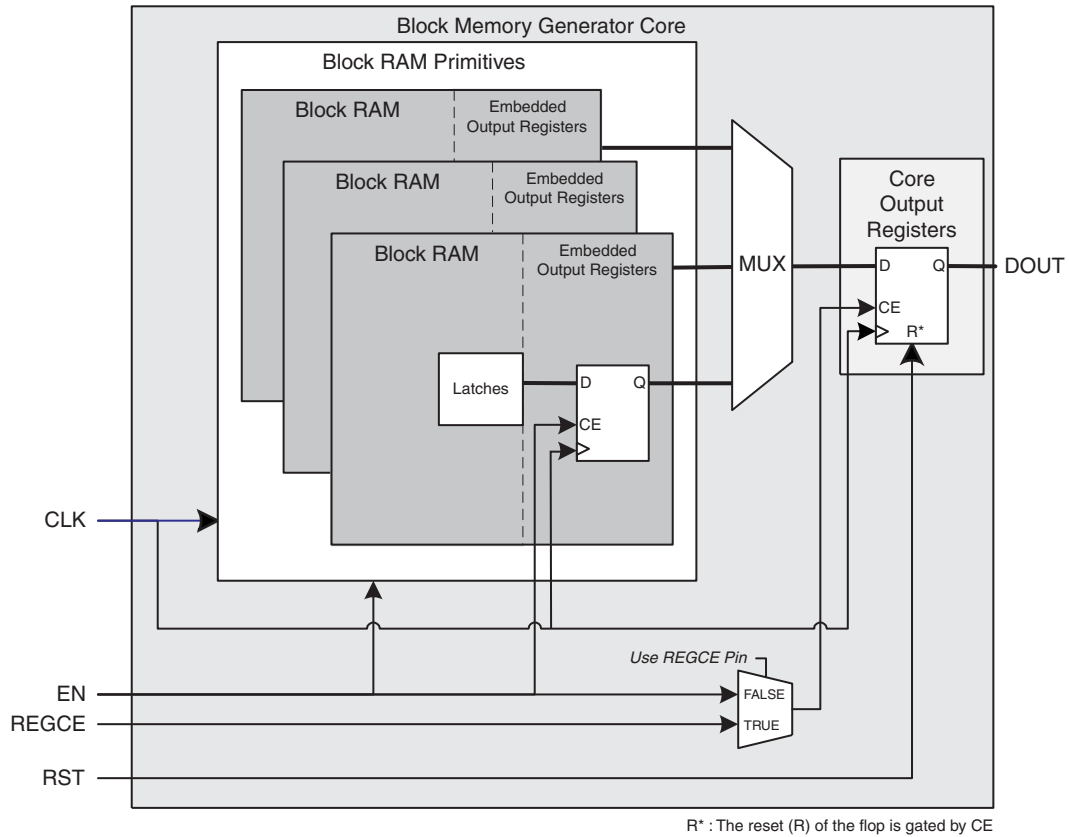 Block Memory Generator Core
Block RAM Primitives
Block RAM
Embedded
Output Registers
Block RAM
Embedded
Output Registers
Block RAM
Embedded
Output Registers
MUX
Core
Output
Registers
D
Q
DOUT
CE
R*
Latches
D
Q
CE
CLK
Use REGCE Pin
EN
FALSE
REGCE
TRUE
RST
R* : The reset (R) of the flop is gated by CE